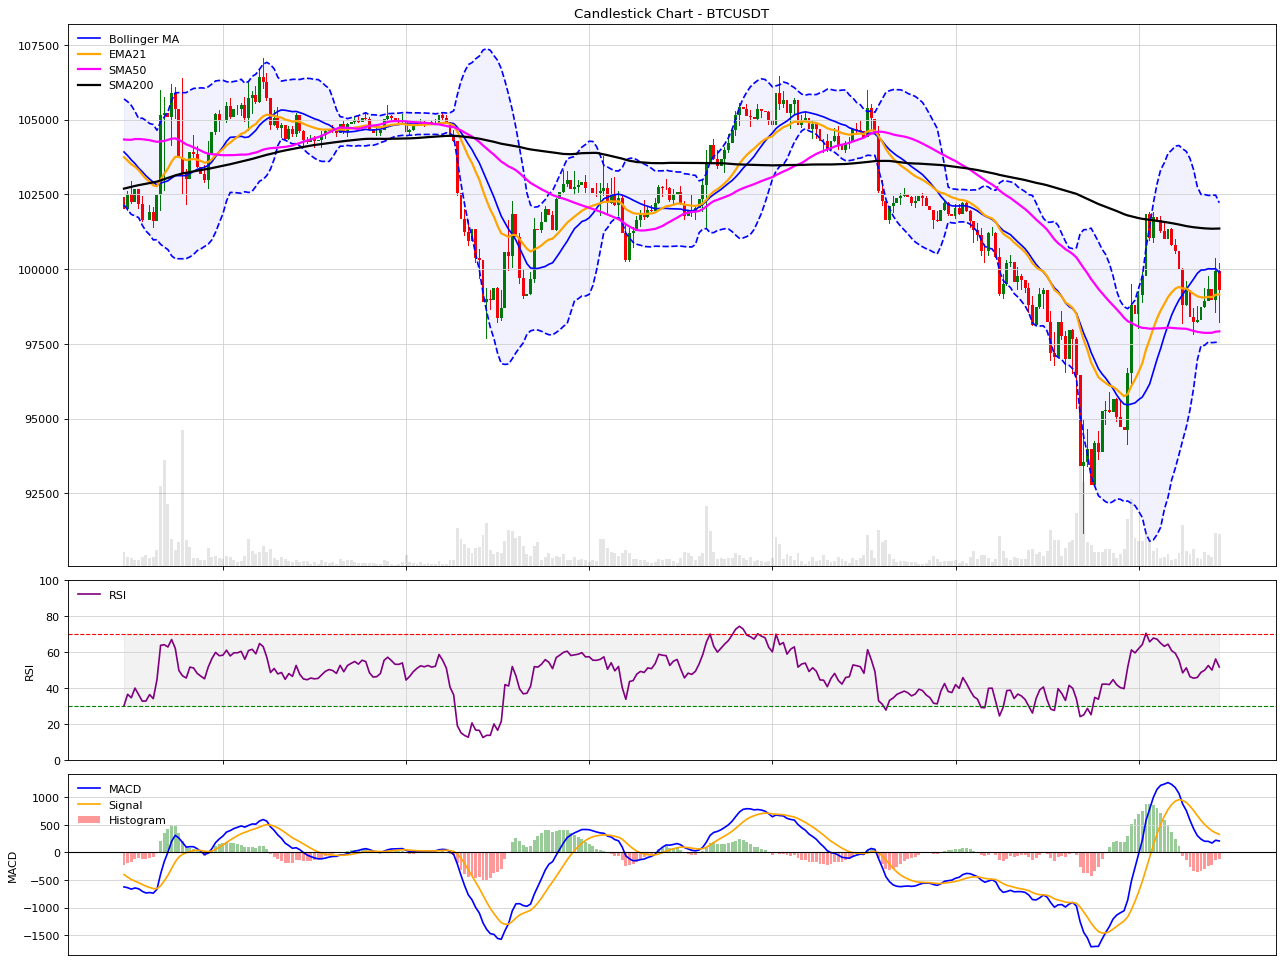 Candlestick Chart - BTCUSDT
Bollinger MA
EMA21
SMA50
SMA200
107500
105000
102500
100000
97500
95000
92500
RSI
RSI
100
80
60
40
20
0
MACD
Signal
Histogram
MACD
1000
500
0
−500
−1000
−1500